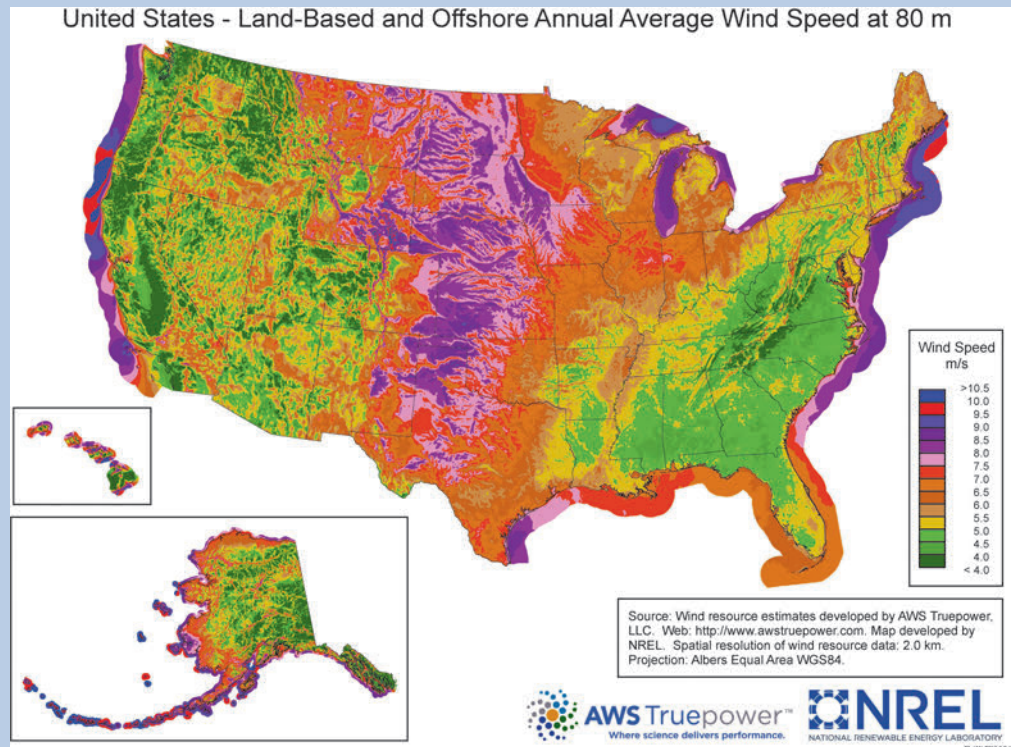 United States - Land-Based and Offshore Annual Average Wind Speed at 80 m
Wind Speed
m/s
>10.5
10.0
9.5
9.0
8.5
8.0
7.5
7.0
6.5
6.0
5.5
5.0
4.5
4.0
< 4.0
Source: Wind resource estimates developed by AWS Truepower,
LLC. Web: http://www.awstruepower.com. Map developed by
NREL. Spatial resolution of wind resource data: 2.0 km.
Projection: Albers Equal Area WGS84.
AWS Truepower™
Where science delivers performance.
NREL
NATIONAL RENEWABLE ENERGY LABORATORY